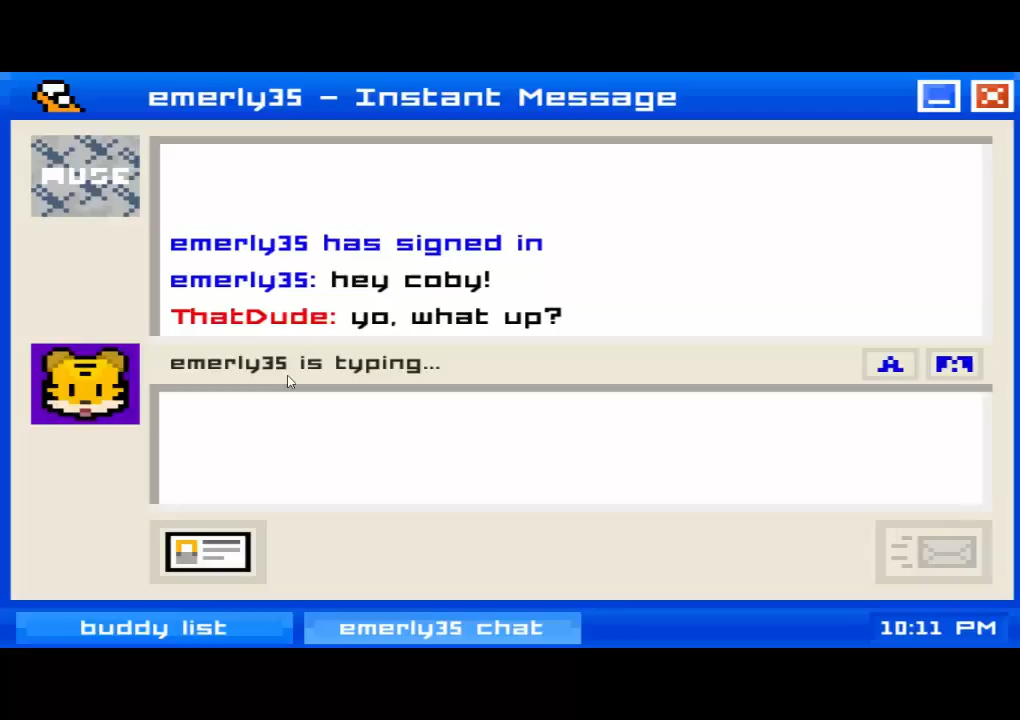 emerly35 - Instant Message
MUSE
emerly35 has signed in
emerly35: hey coby!
ThatDude: yo, what up?
emerly35 is typing...
A
buddy list
emerly35 chat
10:11 PM